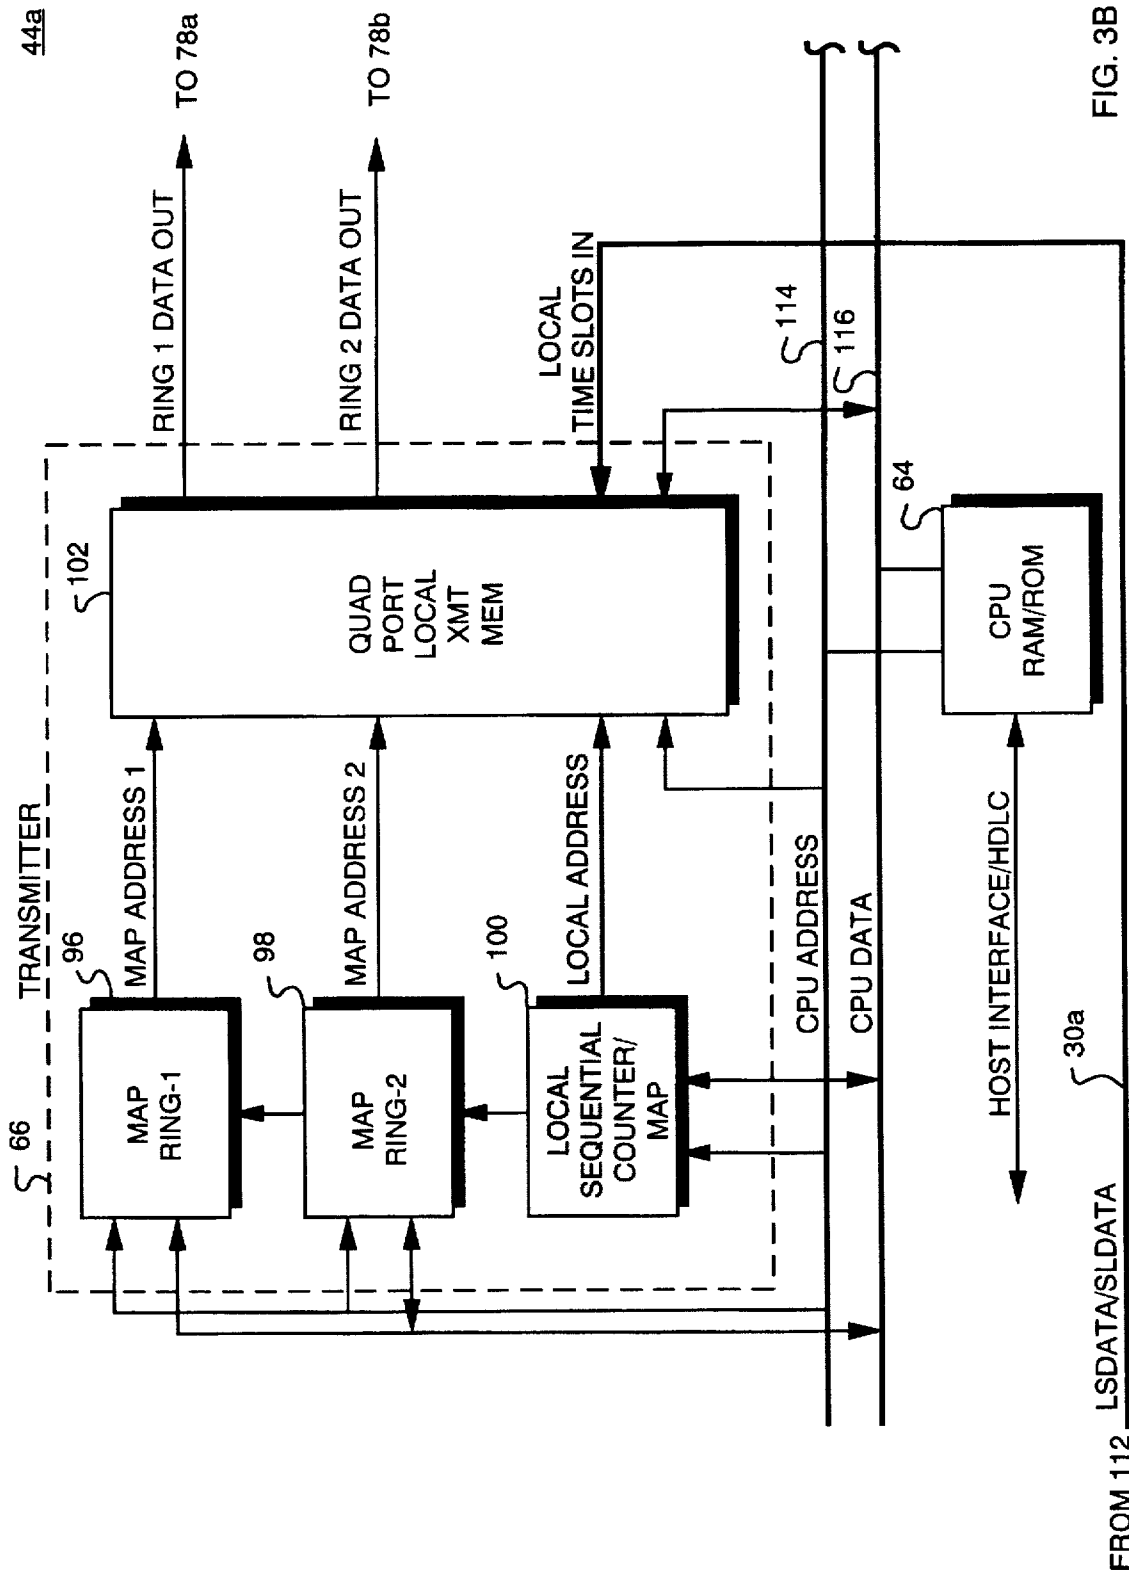 44a
TRANSMITTER
66
96
MAP
RING-1
MAP ADDRESS 1
98
MAP
RING-2
MAP ADDRESS 2
100
LOCAL
SEQUENTIAL
COUNTER/
MAP
LOCAL ADDRESS
102
QUAD
PORT
LOCAL
XMT
MEM
RING 1 DATA OUT
TO 78a
RING 2 DATA OUT
TO 78b
LOCAL
TIME SLOTS IN
CPU ADDRESS
114
CPU DATA
116
64
CPU
RAM/ROM
HOST INTERFACE/HDLC
30a
FROM 112
LSDATA/SLDATA
FIG. 3B